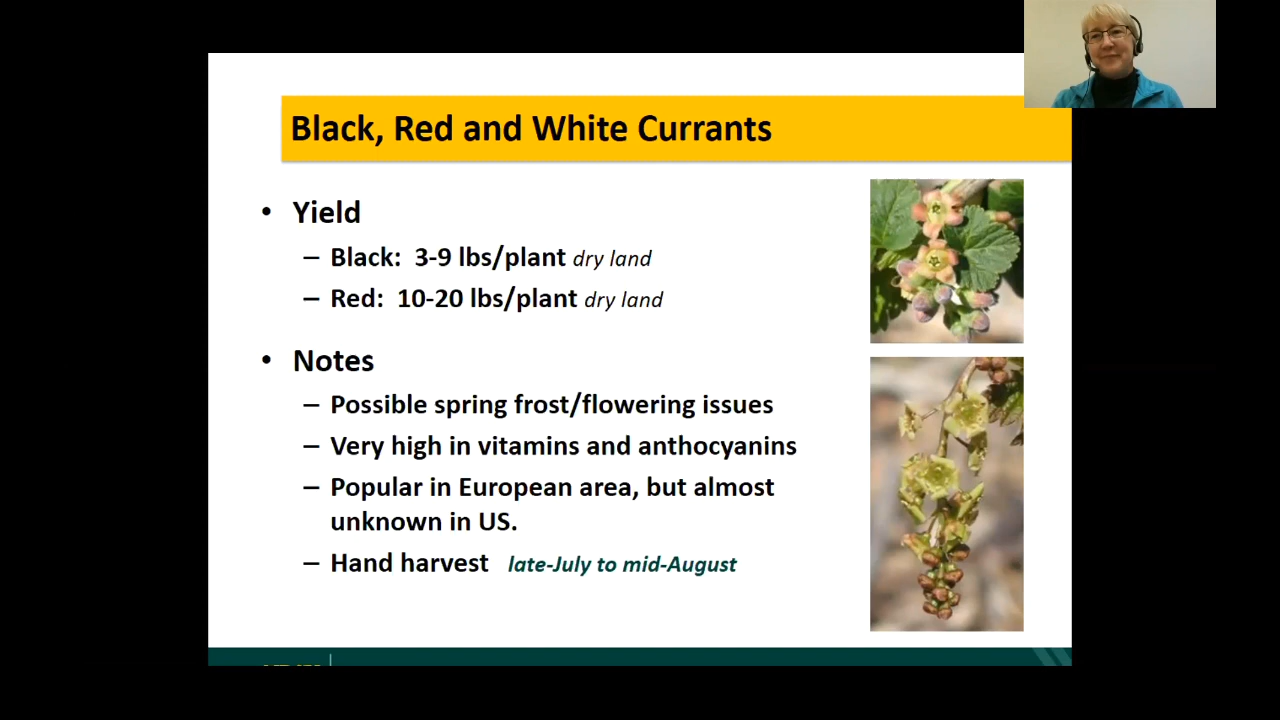 Black, Red and White Currants
• Yield
– Black: 3-9 lbs/plant dry land
– Red: 10-20 lbs/plant dry land
• Notes
– Possible spring frost/flowering issues
– Very high in vitamins and anthocyanins
– Popular in European area, but almost
unknown in US.
– Hand harvest late-July to mid-August